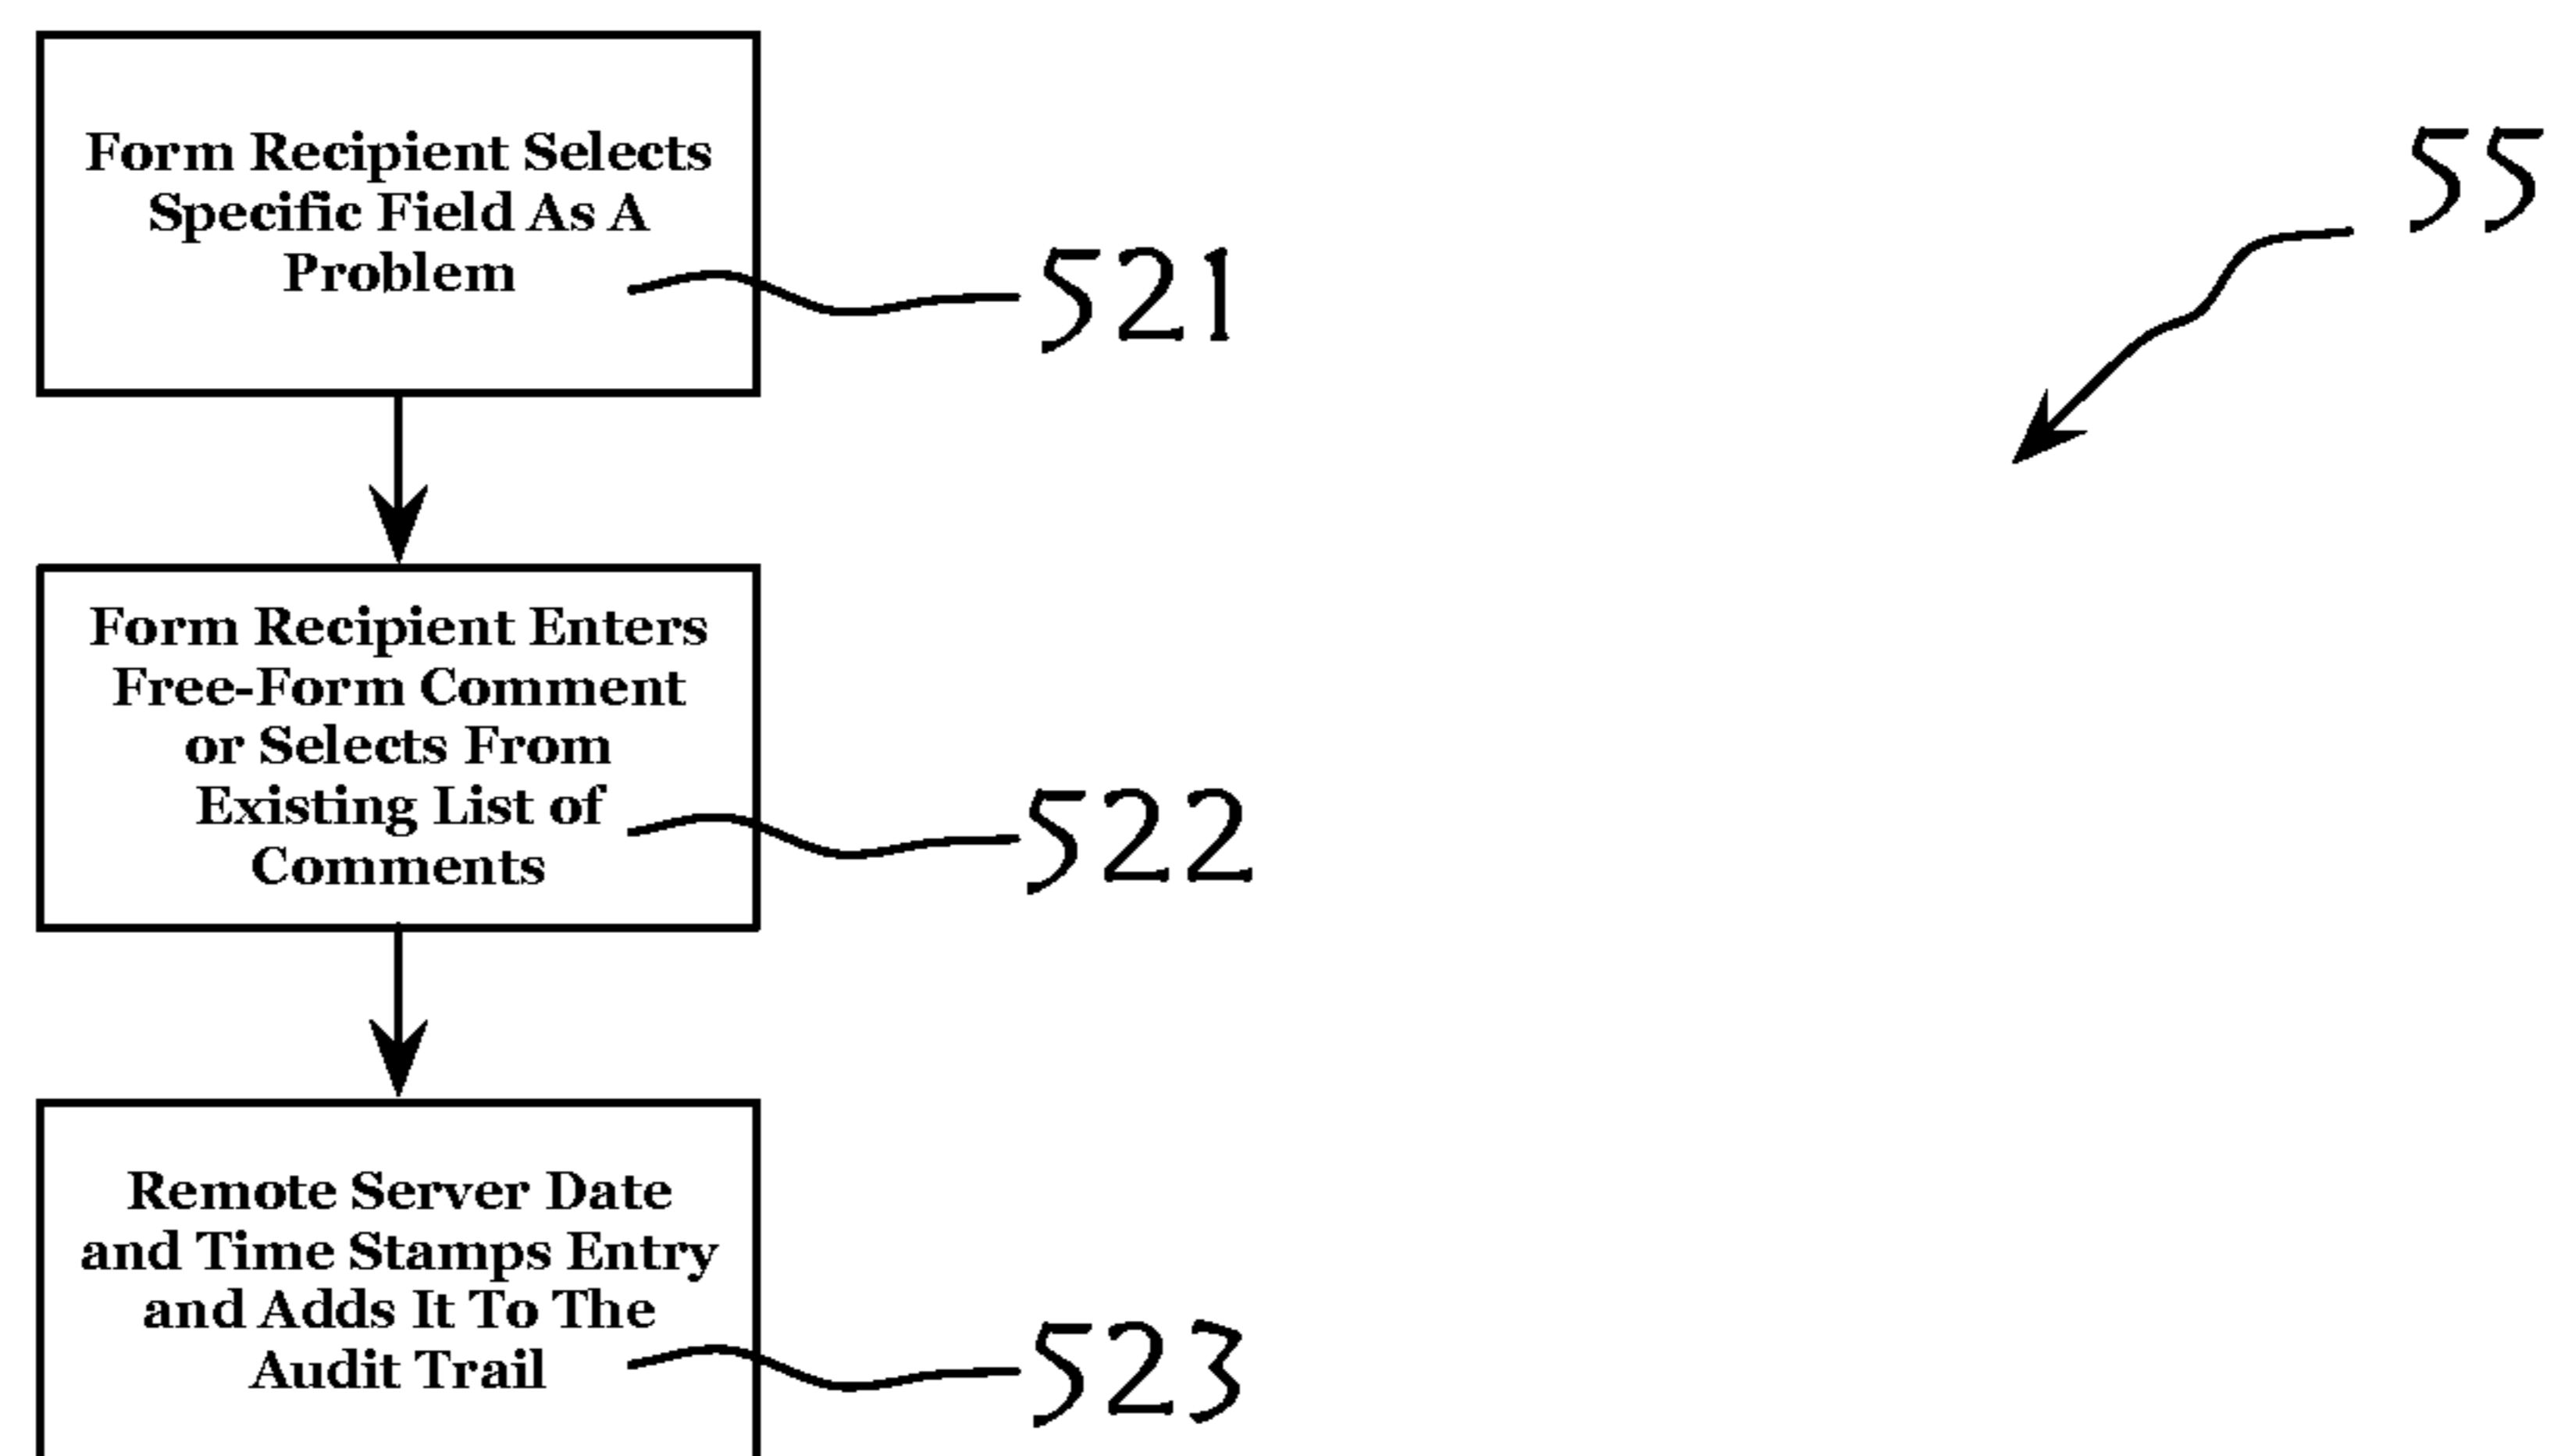 Form Recipient Selects
Specific Field As A
Problem
521
55
Form Recipient Enters
Free-Form Comment
or Selects From
Existing List of
Comments
522
Remote Server Date
and Time Stamps Entry
and Adds It To The
Audit Trail
523